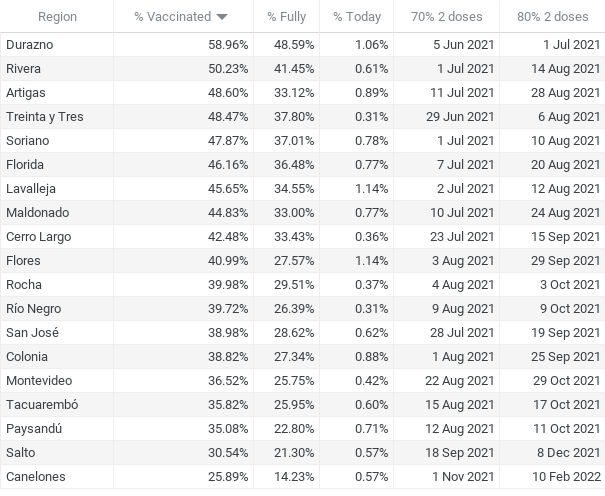 Region % Vaccinated % Fully % Today 70% 2 doses 80% 2 doses
Durazno 58.96% 48.59% 1.06% 5 Jun 2021 1 Jul 2021
Rivera 50.23% 41.45% 0.61% 1 Jul 2021 14 Aug 2021
Artigas 48.60% 33.12% 0.89% 11 Jul 2021 28 Aug 2021
Treinta y Tres 48.47% 37.80% 0.31% 29 Jun 2021 6 Aug 2021
Soriano 47.87% 37.01% 0.78% 1 Jul 2021 10 Aug 2021
Florida 46.16% 36.48% 0.77% 7 Jul 2021 20 Aug 2021
Lavalleja 45.65% 34.55% 1.14% 2 Jul 2021 12 Aug 2021
Maldonado 44.83% 33.00% 0.77% 10 Jul 2021 24 Aug 2021
Cerro Largo 42.48% 33.43% 0.36% 23 Jul 2021 15 Sep 2021
Flores 40.99% 27.57% 1.14% 3 Aug 2021 29 Sep 2021
Rocha 39.98% 29.51% 0.37% 4 Aug 2021 3 Oct 2021
Río Negro 39.72% 26.39% 0.31% 9 Aug 2021 9 Oct 2021
San José 38.98% 28.62% 0.62% 28 Jul 2021 19 Sep 2021
Colonia 38.82% 27.34% 0.88% 1 Aug 2021 25 Sep 2021
Montevideo 36.52% 25.75% 0.42% 22 Aug 2021 29 Oct 2021
Tacuarembó 35.82% 25.95% 0.60% 15 Aug 2021 17 Oct 2021
Paysandú 35.08% 22.80% 0.71% 12 Aug 2021 11 Oct 2021
Salto 30.54% 21.30% 0.57% 18 Sep 2021 8 Dec 2021
Canelones 25.89% 14.23% 0.57% 1 Nov 2021 10 Feb 2022